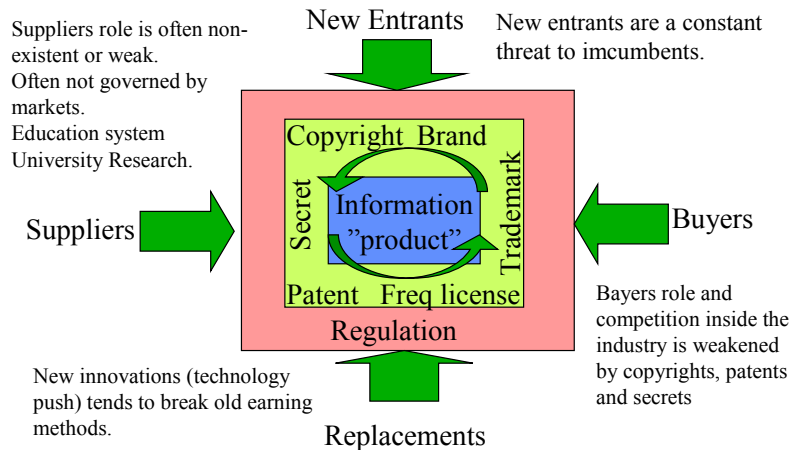 Suppliers role is often non-
existent or weak.
Often not governed by
markets.
Education system
University Research.
New Entrants
New entrants are a constant
threat to imcumbents.
Copyright Brand
Secret
Information
”product”
Trademark
Suppliers
Buyers
Patent Freq license
Regulation
Bayers role and
competition inside the
industry is weakened
by copyrights, patents
and secrets
New innovations (technology
push) tends to break old earning
methods.
Replacements